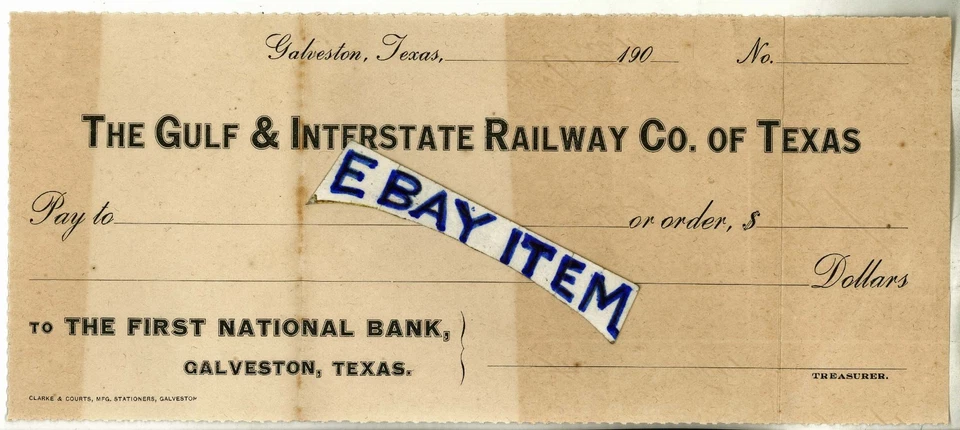 Galveston, Texas, 190 No.
THE GULF & INTERSTATE RAILWAY CO. OF TEXAS
EBAY ITEM
Pay to or order, $
Dollars
TO THE FIRST NATIONAL BANK,
GALVESTON, TEXAS.
TREASURER.
CLARKE & COURTS, MFG. STATIONERS, GALVESTON